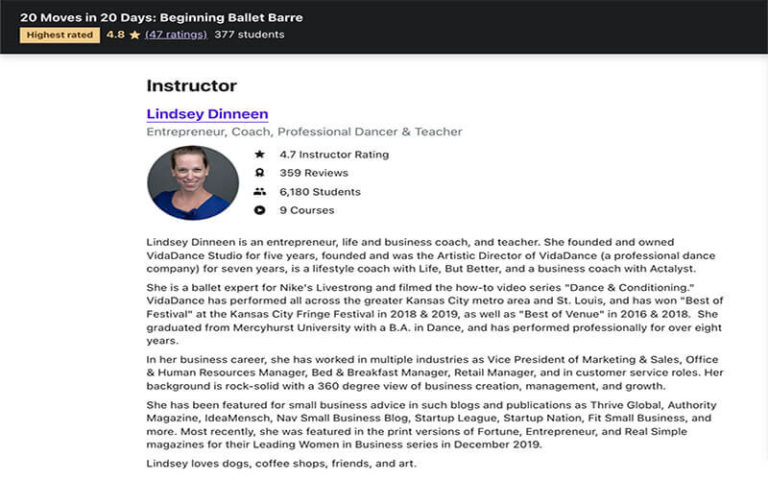 20 Moves in 20 Days: Beginning Ballet Barre
Highest rated 4.8 (47 ratings) 377 students
Instructor
Lindsey Dinneen
Entrepreneur, Coach, Professional Dancer & Teacher
4.7 Instructor Rating
359 Reviews
6,180 Students
9 Courses
Lindsey Dinneen is an entrepreneur, life and business coach, and teacher. She founded and owned
VidaDance Studio for five years, founded and was the Artistic Director of VidaDance (a professional dance
company) for seven years, is a lifestyle coach with Life, But Better, and a business coach with Actalyst.
She is a ballet expert for Nike's Livestrong and filmed the how-to video series "Dance & Conditioning."
VidaDance has performed all across the greater Kansas City metro area and St. Louis, and has won "Best of
Festival" at the Kansas City Fringe Festival in 2018 & 2019, as well as "Best of Venue" in 2016 & 2018. She
graduated from Mercyhurst University with a B.A. in Dance, and has performed professionally for over eight
years.
In her business career, she has worked in multiple industries as Vice President of Marketing & Sales, Office
& Human Resources Manager, Bed & Breakfast Manager, Retail Manager, and in customer service roles. Her
background is rock-solid with a 360 degree view of business creation, management, and growth.
She has been featured for small business advice in such blogs and publications as Thrive Global, Authority
Magazine, IdeaMensch, Nav Small Business Blog, Startup League, Startup Nation, Fit Small Business, and
more. Most recently, she was featured in the print versions of Fortune, Entrepreneur, and Real Simple
magazines for their Leading Women in Business series in December 2019.
Lindsey loves dogs, coffee shops, friends, and art.